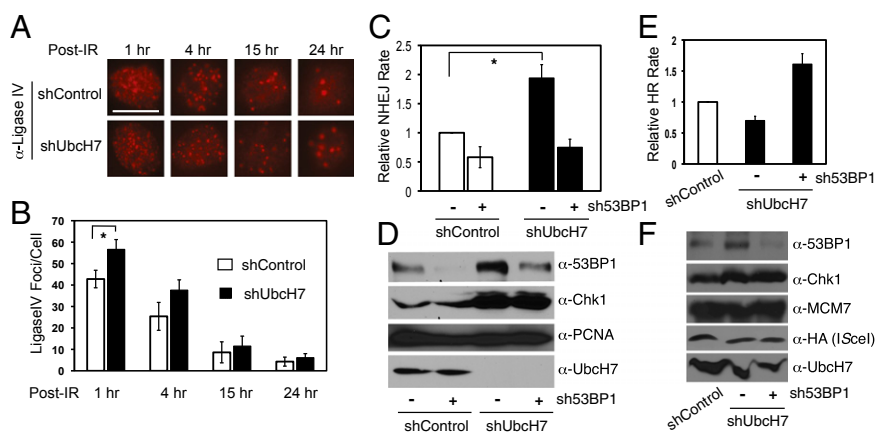 A
Post-IR 1 hr 4 hr 15 hr 24 hr
α-Ligase IV
shControl
shUbcH7
B
LigaseIV Foci/Cell
70
60
50
40
30
20
10
0
*
shControl
shUbcH7
Post-IR 1 hr 4 hr 15 hr 24 hr
C
Relative NHEJ Rate
2.5
2
1.5
1
0.5
0
*
- + - + sh53BP1
shControl shUbcH7
D
α-53BP1
α-Chk1
α-PCNA
α-UbcH7
- + - + sh53BP1
shControl shUbcH7
E
Relative HR Rate
2
1.5
1
0.5
0
shControl - + sh53BP1
shUbcH7
F
α-53BP1
α-Chk1
α-MCM7
α-HA (ISceI)
α-UbcH7
shControl - + sh53BP1
shUbcH7